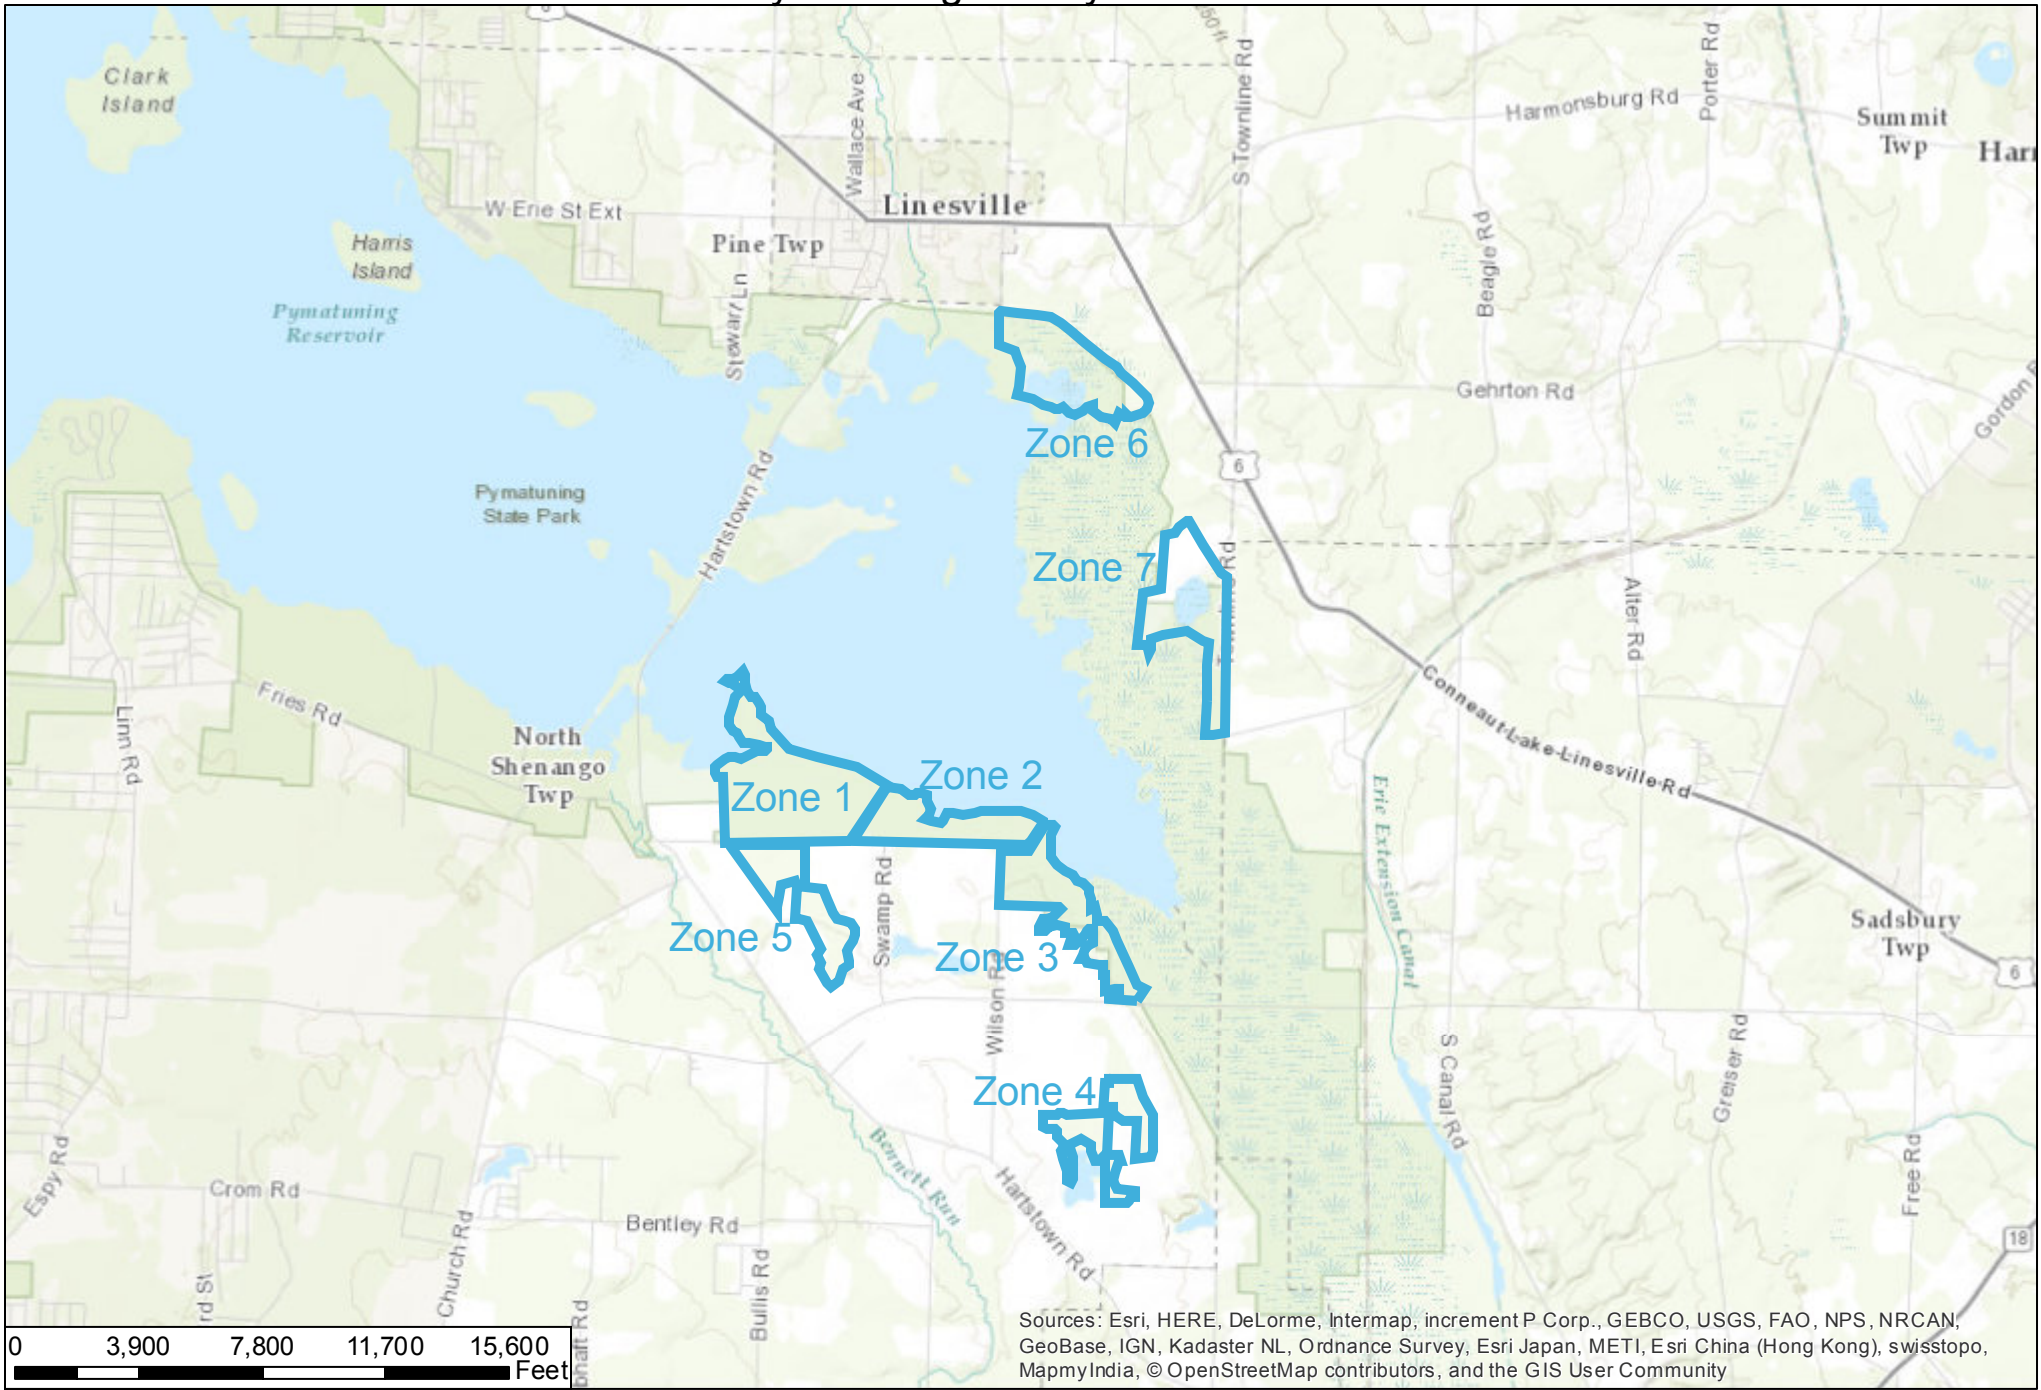 Clark
Island
Wallace Ave
S Townline Rd
Porter Rd
Harmonsburg Rd
Summit
Twp
W Erie St Ext
Linesville
Pine Twp
Harris
Island
Beagle Rd
Pymatuning
Reservoir
Stewart Ln
Gehrton Rd
Zone 6
6
Hartstown Rd
Pymatuning
State Park
Zone 7
Alter Rd
Fries Rd
Linn Rd
North
Shenango
Twp
Conneaut-Lake-Linesville-Rd
Zone 1
Zone 2
Erie Extension Canal
Swamp Rd
Zone 5
Zone 3
Sadsbury
Twp
6
Wilson Rd
Zone 4
S Canal Rd
Greiser Rd
Espy Rd
Crom Rd
Bennett Run
Hartstown Rd
Free Rd
Church Rd
Bentley Rd
Bullis Rd
18
rd St
0 3,900 7,800 11,700 15,600
Feet
Sources: Esri, HERE, DeLorme, Intermap, increment P Corp., GEBCO, USGS, FAO, NPS, NRCAN,
GeoBase, IGN, Kadaster NL, Ordnance Survey, Esri Japan, METI, Esri China (Hong Kong), swisstopo,
MapmyIndia, © OpenStreetMap contributors, and the GIS User Community